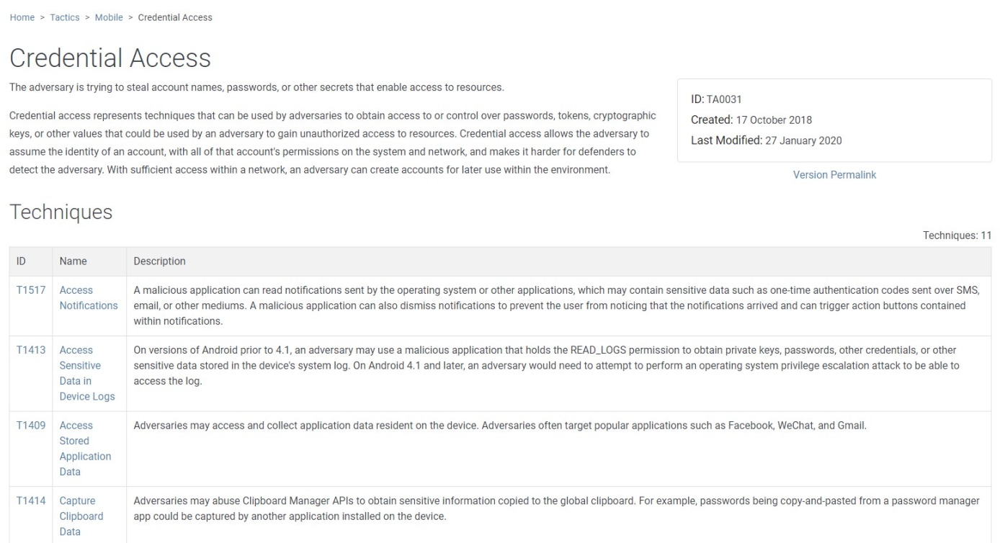 Home > Tactics > Mobile > Credential Access
Credential Access
The adversary is trying to steal account names, passwords, or other secrets that enable access to resources.
Credential access represents techniques that can be used by adversaries to obtain access to or control over passwords, tokens, cryptographic
keys, or other values that could be used by an adversary to gain unauthorized access to resources. Credential access allows the adversary to
assume the identity of an account, with all of that account's permissions on the system and network, and makes it harder for defenders to
detect the adversary. With sufficient access within a network, an adversary can create accounts for later use within the environment.
ID: TA0031
Created: 17 October 2018
Last Modified: 27 January 2020
Version Permalink
Techniques
Techniques: 11
ID Name Description
T1517
Access
Notifications
A malicious application can read notifications sent by the operating system or other applications, which may contain sensitive data such as one-time authentication codes sent over SMS,
email, or other mediums. A malicious application can also dismiss notifications to prevent the user from noticing that the notifications arrived and can trigger action buttons contained
within notifications.
T1413
Access
Sensitive
Data in
Device Logs
On versions of Android prior to 4.1, an adversary may use a malicious application that holds the READ_LOGS permission to obtain private keys, passwords, other credentials, or other
sensitive data stored in the device's system log. On Android 4.1 and later, an adversary would need to attempt to perform an operating system privilege escalation attack to be able to
access the log.
T1409
Access
Stored
Application
Data
Adversaries may access and collect application data resident on the device. Adversaries often target popular applications such as Facebook, WeChat, and Gmail.
T1414
Capture
Clipboard
Data
Adversaries may abuse Clipboard Manager APIs to obtain sensitive information copied to the global clipboard. For example, passwords being copy-and-pasted from a password manager
app could be captured by another application installed on the device.